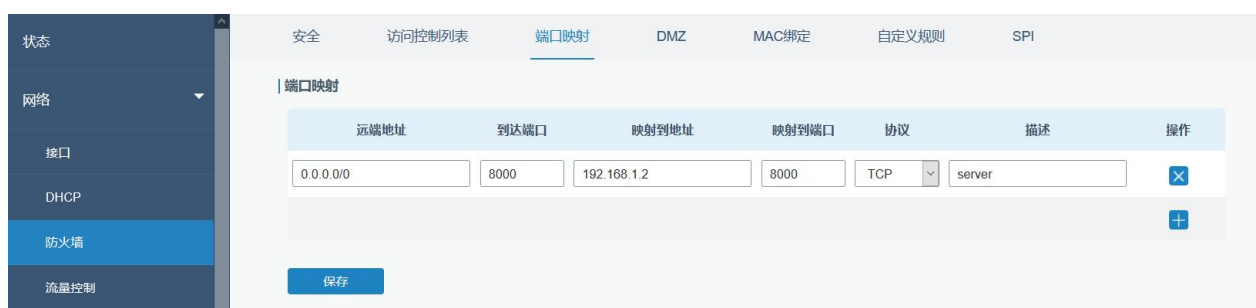 状态
网络
接口
DHCP
防火墙
流量控制
安全 访问控制列表 端口映射 DMZ MAC绑定 自定义规则 SPI
端口映射
远端地址 到达端口 映射到地址 映射到端口 协议 描述 操作
0.0.0.0/0 8000 192.168.1.2 8000 TCP server
保存